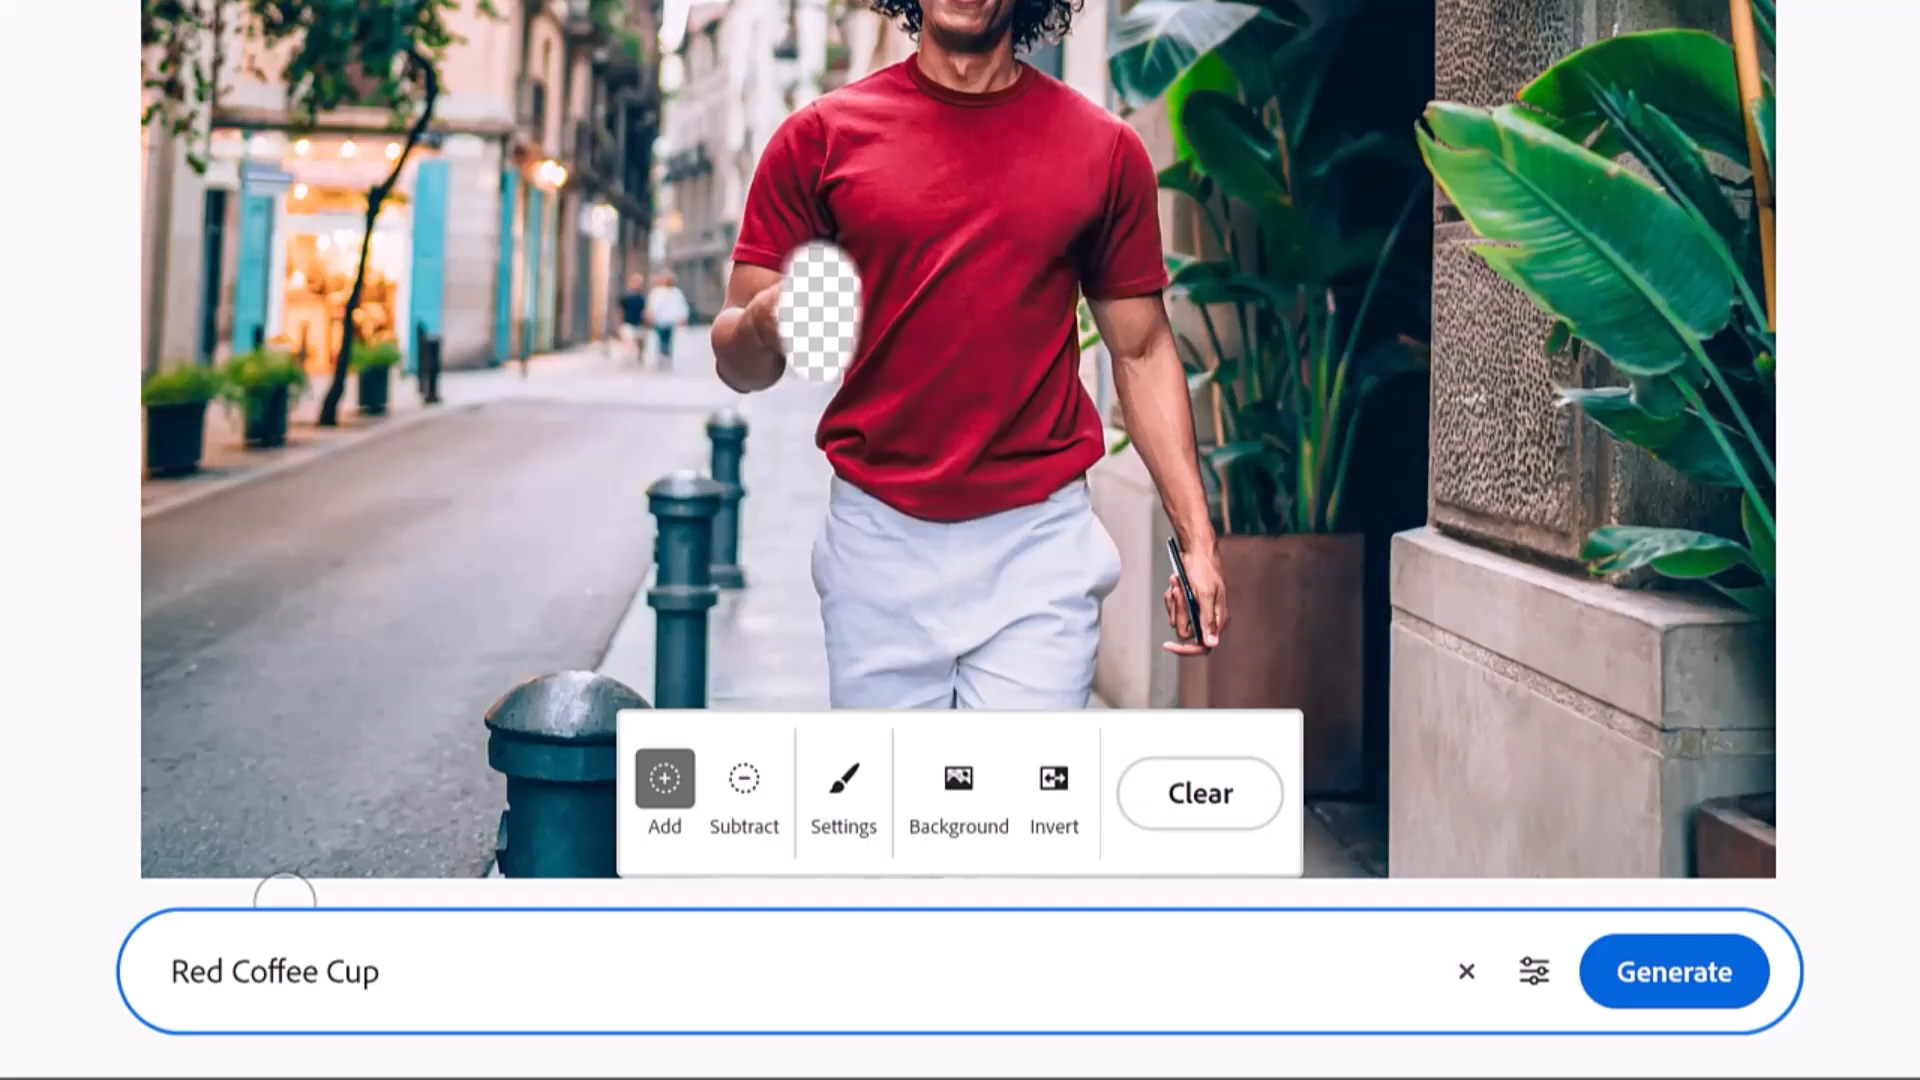 Add
Subtract
Settings
Background
Invert
Clear
Red Coffee Cup
Generate